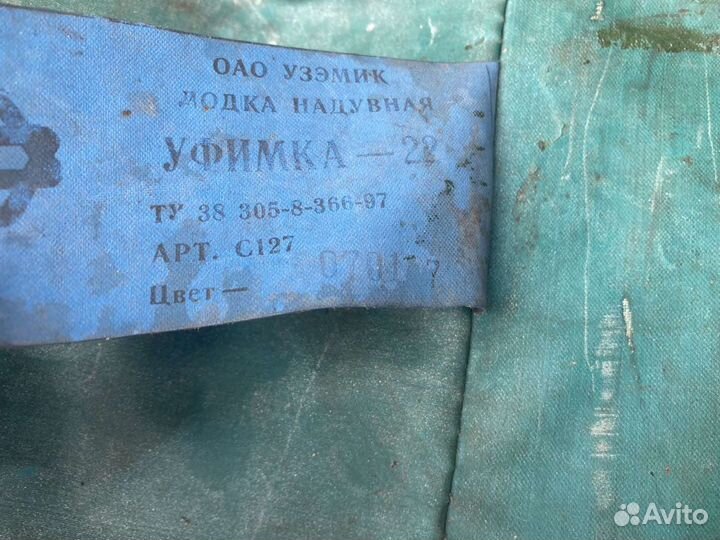 ОАО УЗЭМИК
ЛОДКА НАДУВНАЯ
УФИМКА — 22
ТУ 38 305-8-366-97
АРТ. С127
Цвет —
Avito